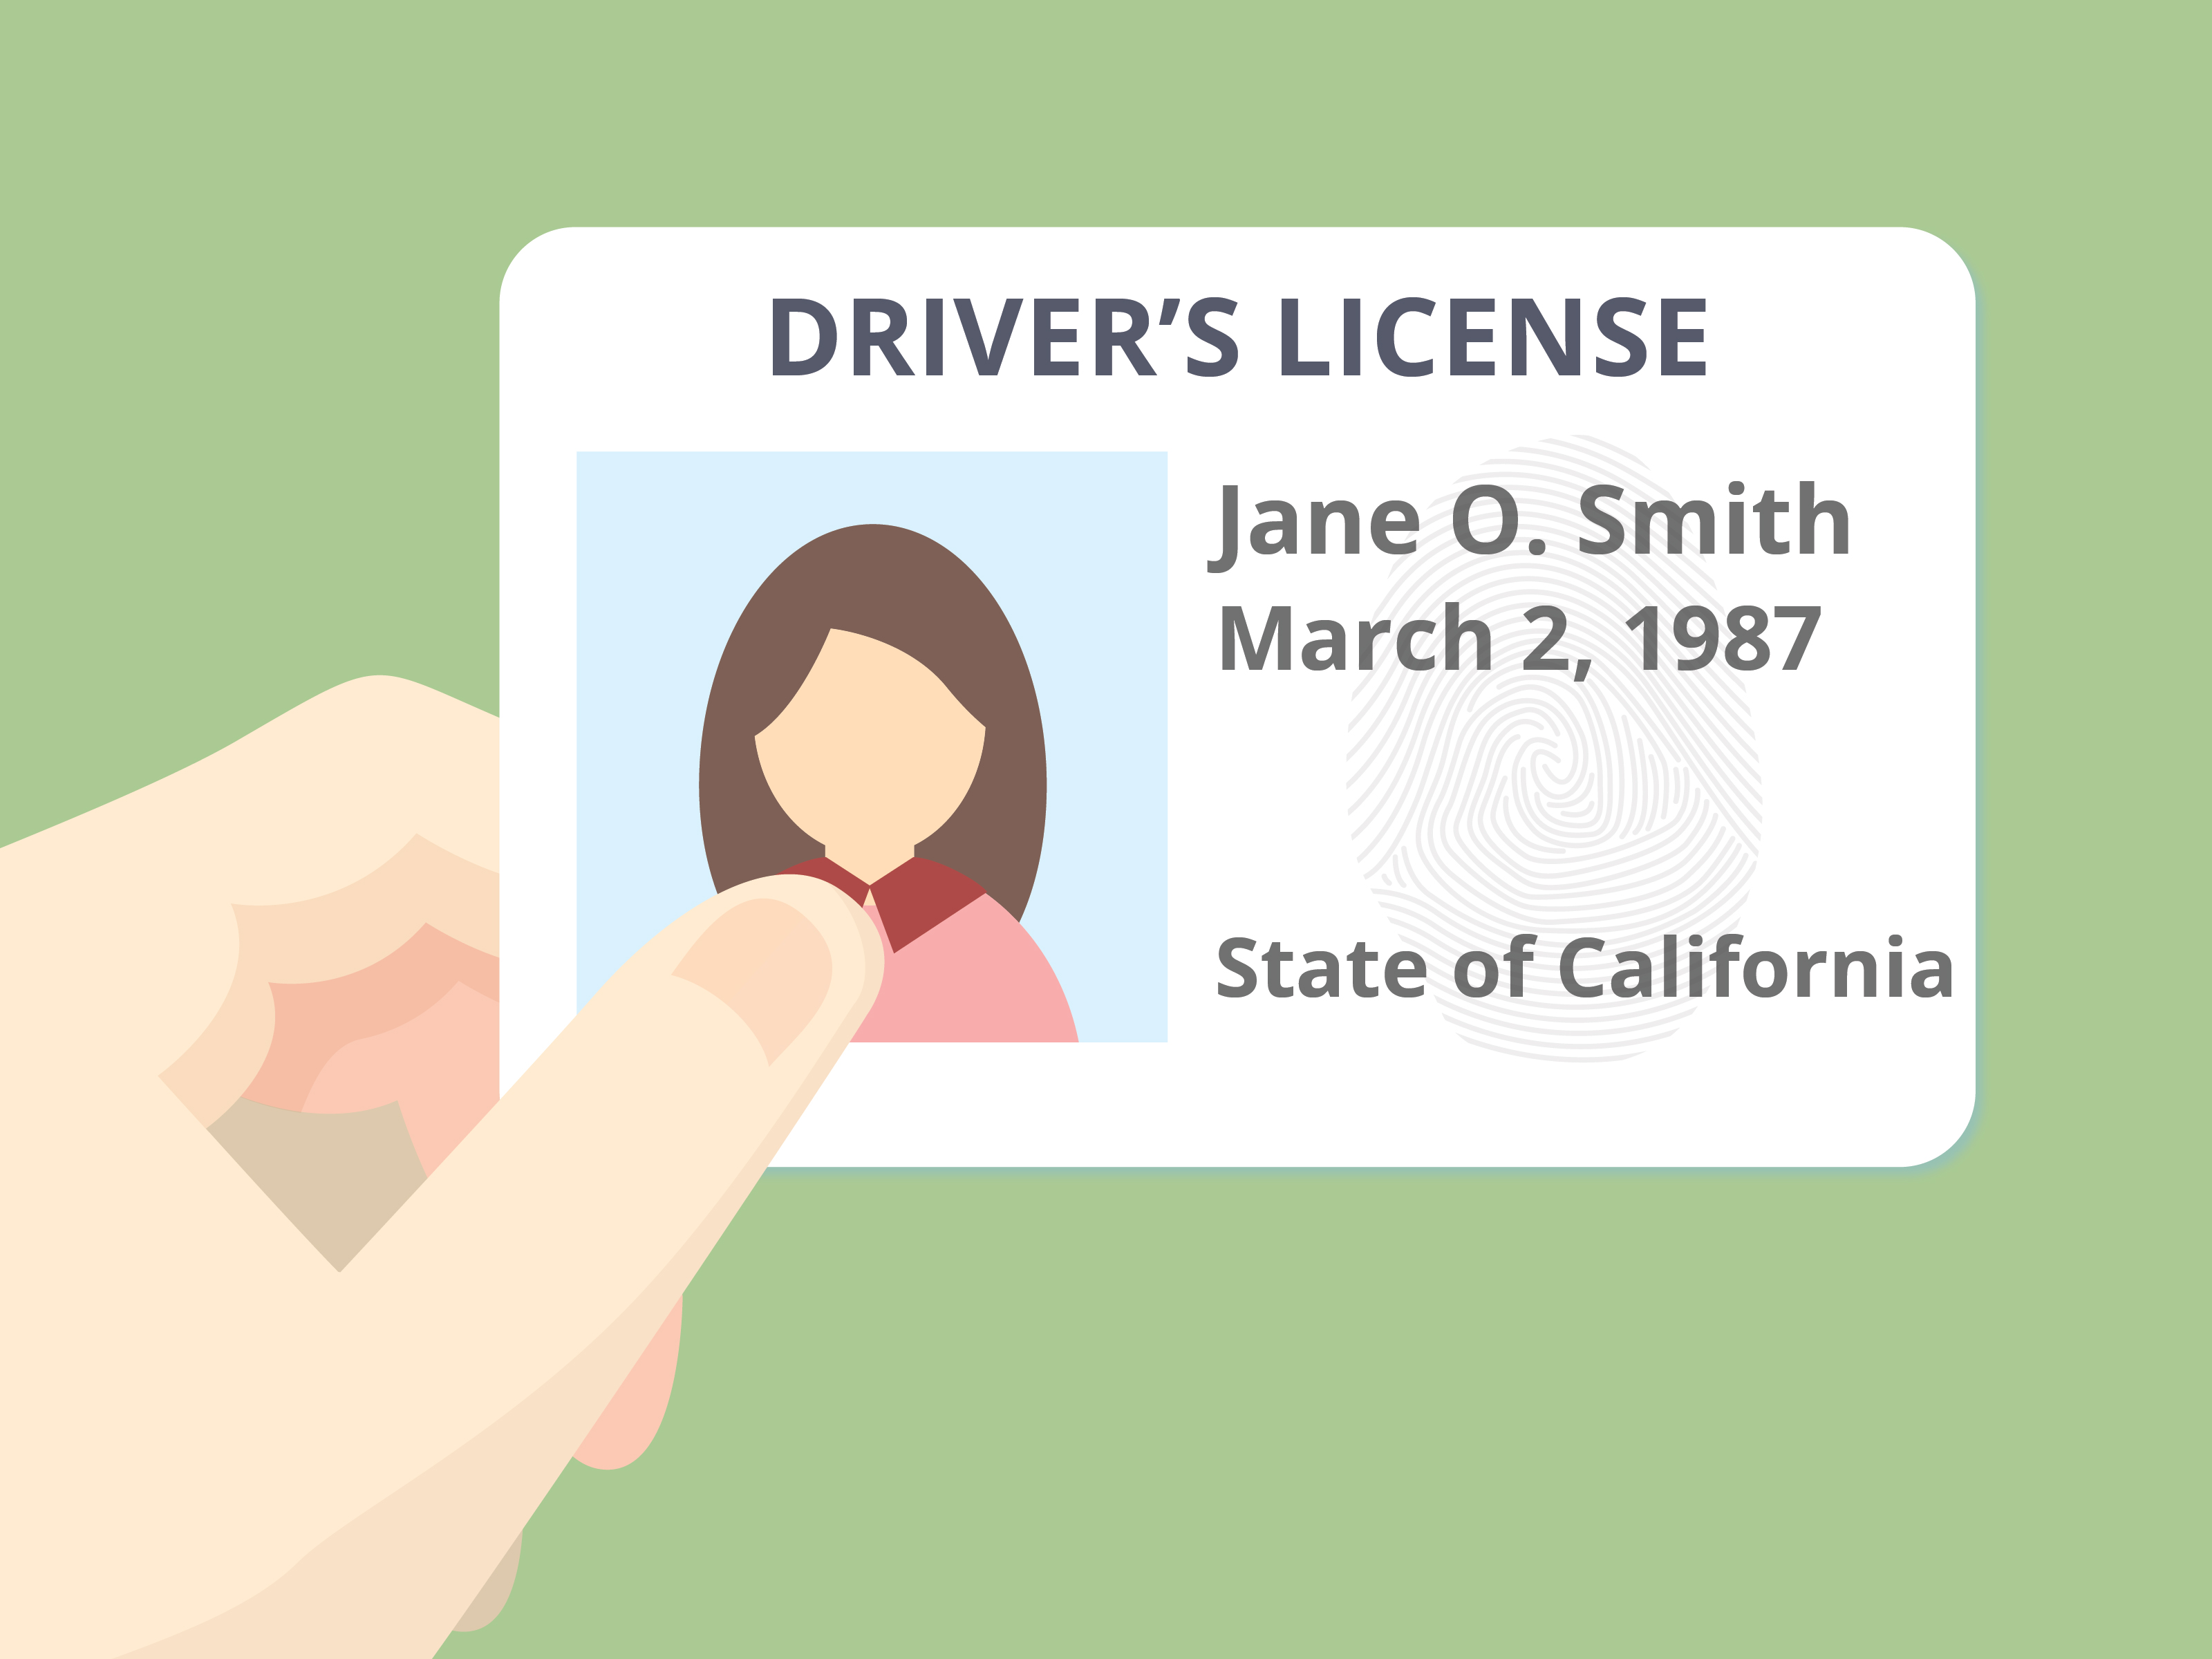 DRIVER’S LICENSE
Jane O. Smith
March 2, 1987
State of California